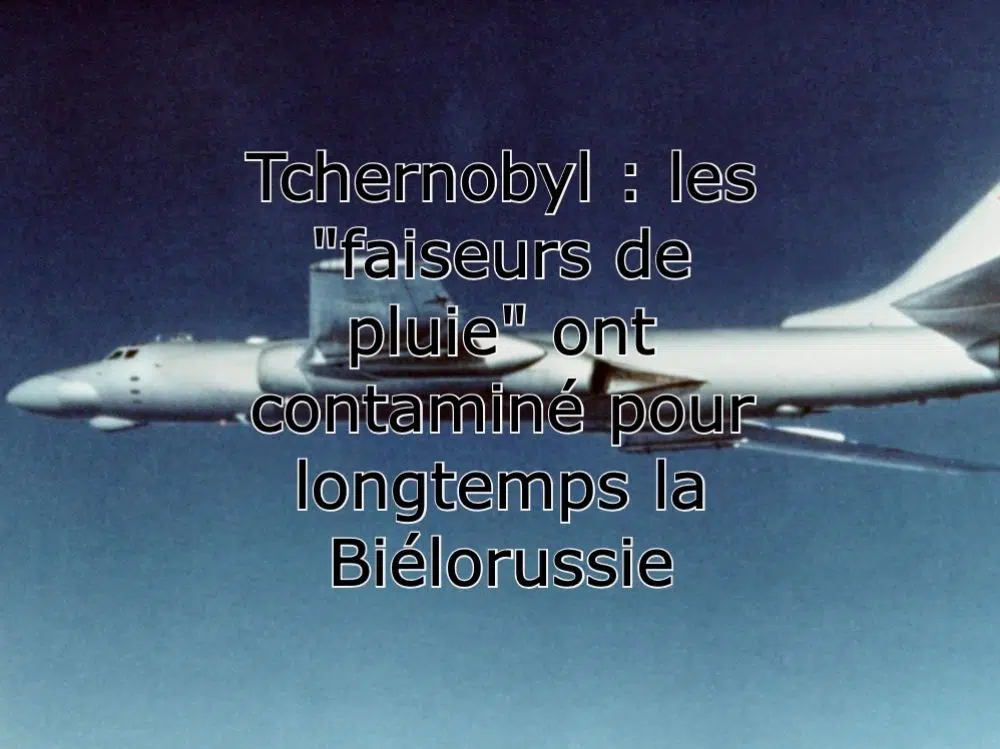 Tchernobyl : les
"faiseurs de
pluie" ont
contaminé pour
longtemps la
Biélorussie